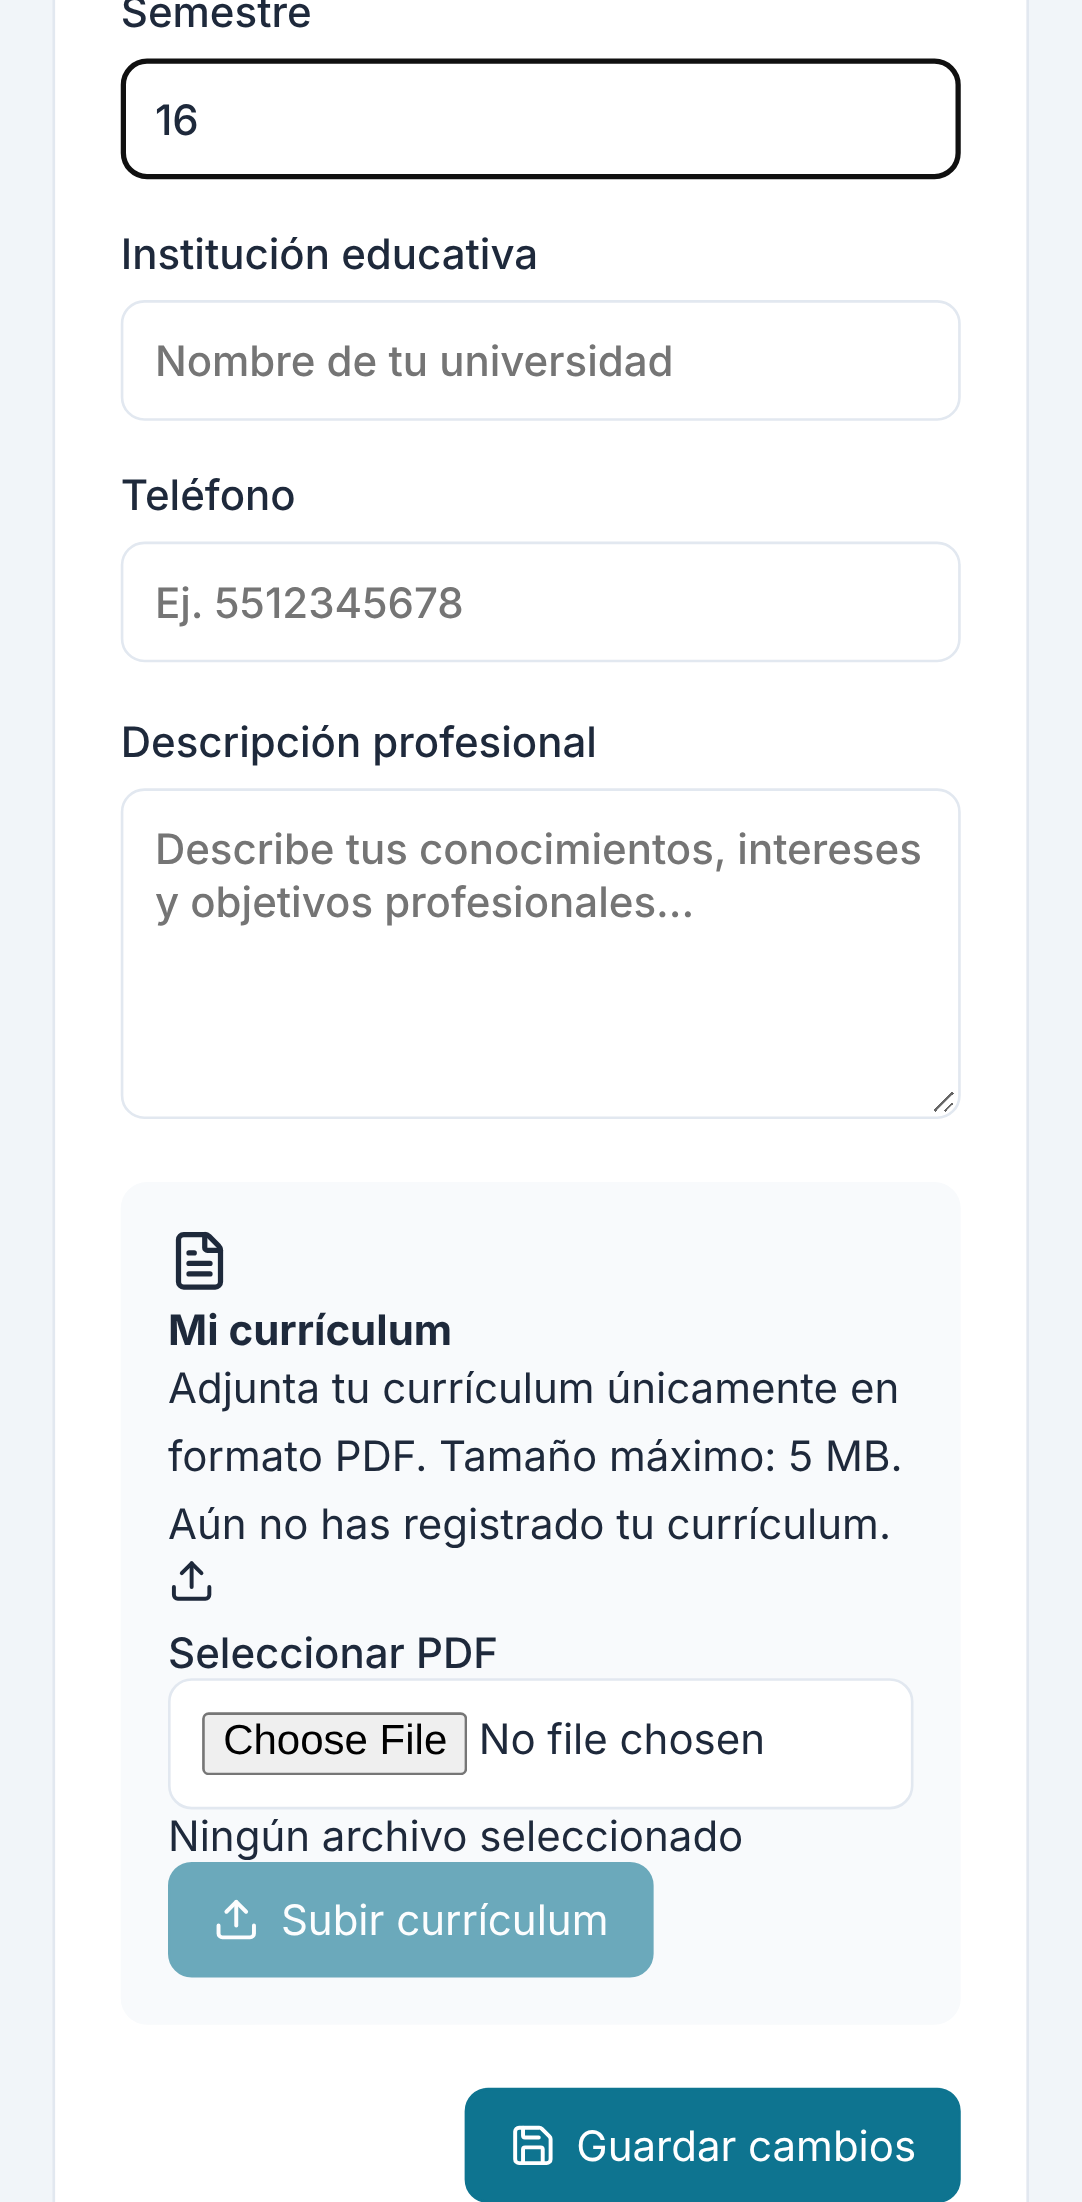 Semestre
16
Institución educativa
Nombre de tu universidad
Teléfono
Ej. 5512345678
Descripción profesional
Describe tus conocimientos, intereses
y objetivos profesionales...
Mi currículum
Adjunta tu currículum únicamente en
formato PDF. Tamaño máximo: 5 MB.
Aún no has registrado tu currículum.
Seleccionar PDF
Choose File No file chosen
Ningún archivo seleccionado
Subir currículum
Guardar cambios